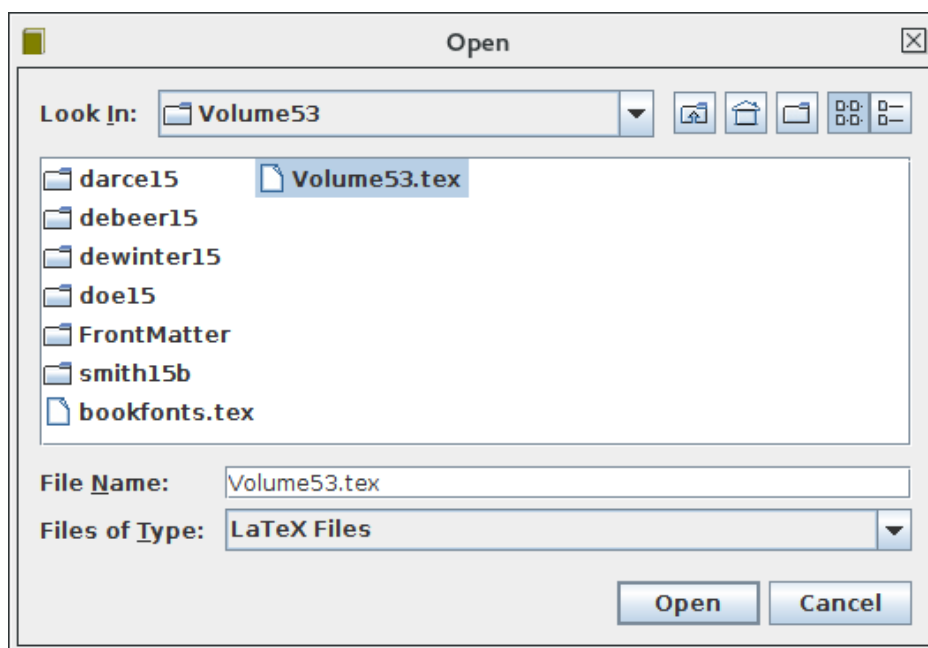 Open
Look In: Volume53
darce15 Volume53.tex
debeer15
dewinter15
doe15
FrontMatter
smith15b
bookfonts.tex
File Name: Volume53.tex
Files of Type: LaTeX Files
Open Cancel